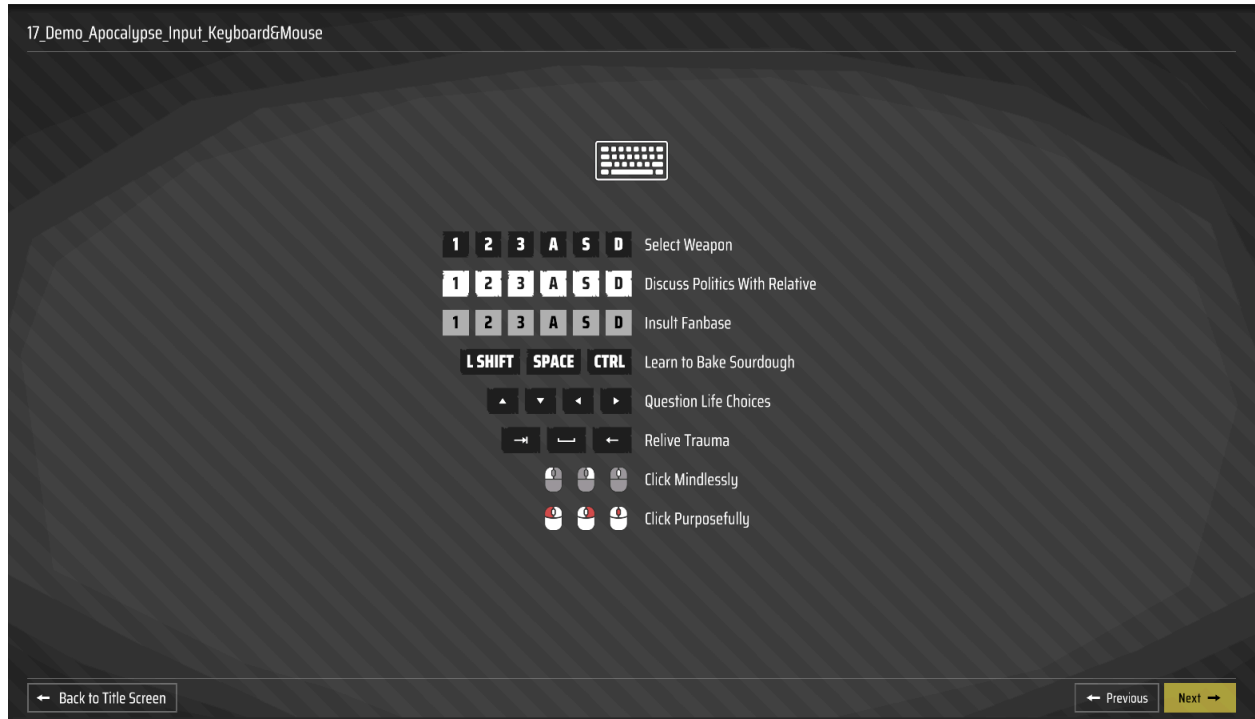 17_Demo_Apocalypse_Input_Keyboard&Mouse
1 2 3 A S D Select Weapon
1 2 3 A S D Discuss Politics With Relative
1 2 3 A S D Insult Fanbase
L SHIFT SPACE CTRL Learn to Bake Sourdough
Question Life Choices
Relive Trauma
Click Mindlessly
Click Purposefully
← Back to Title Screen
← Previous
Next →